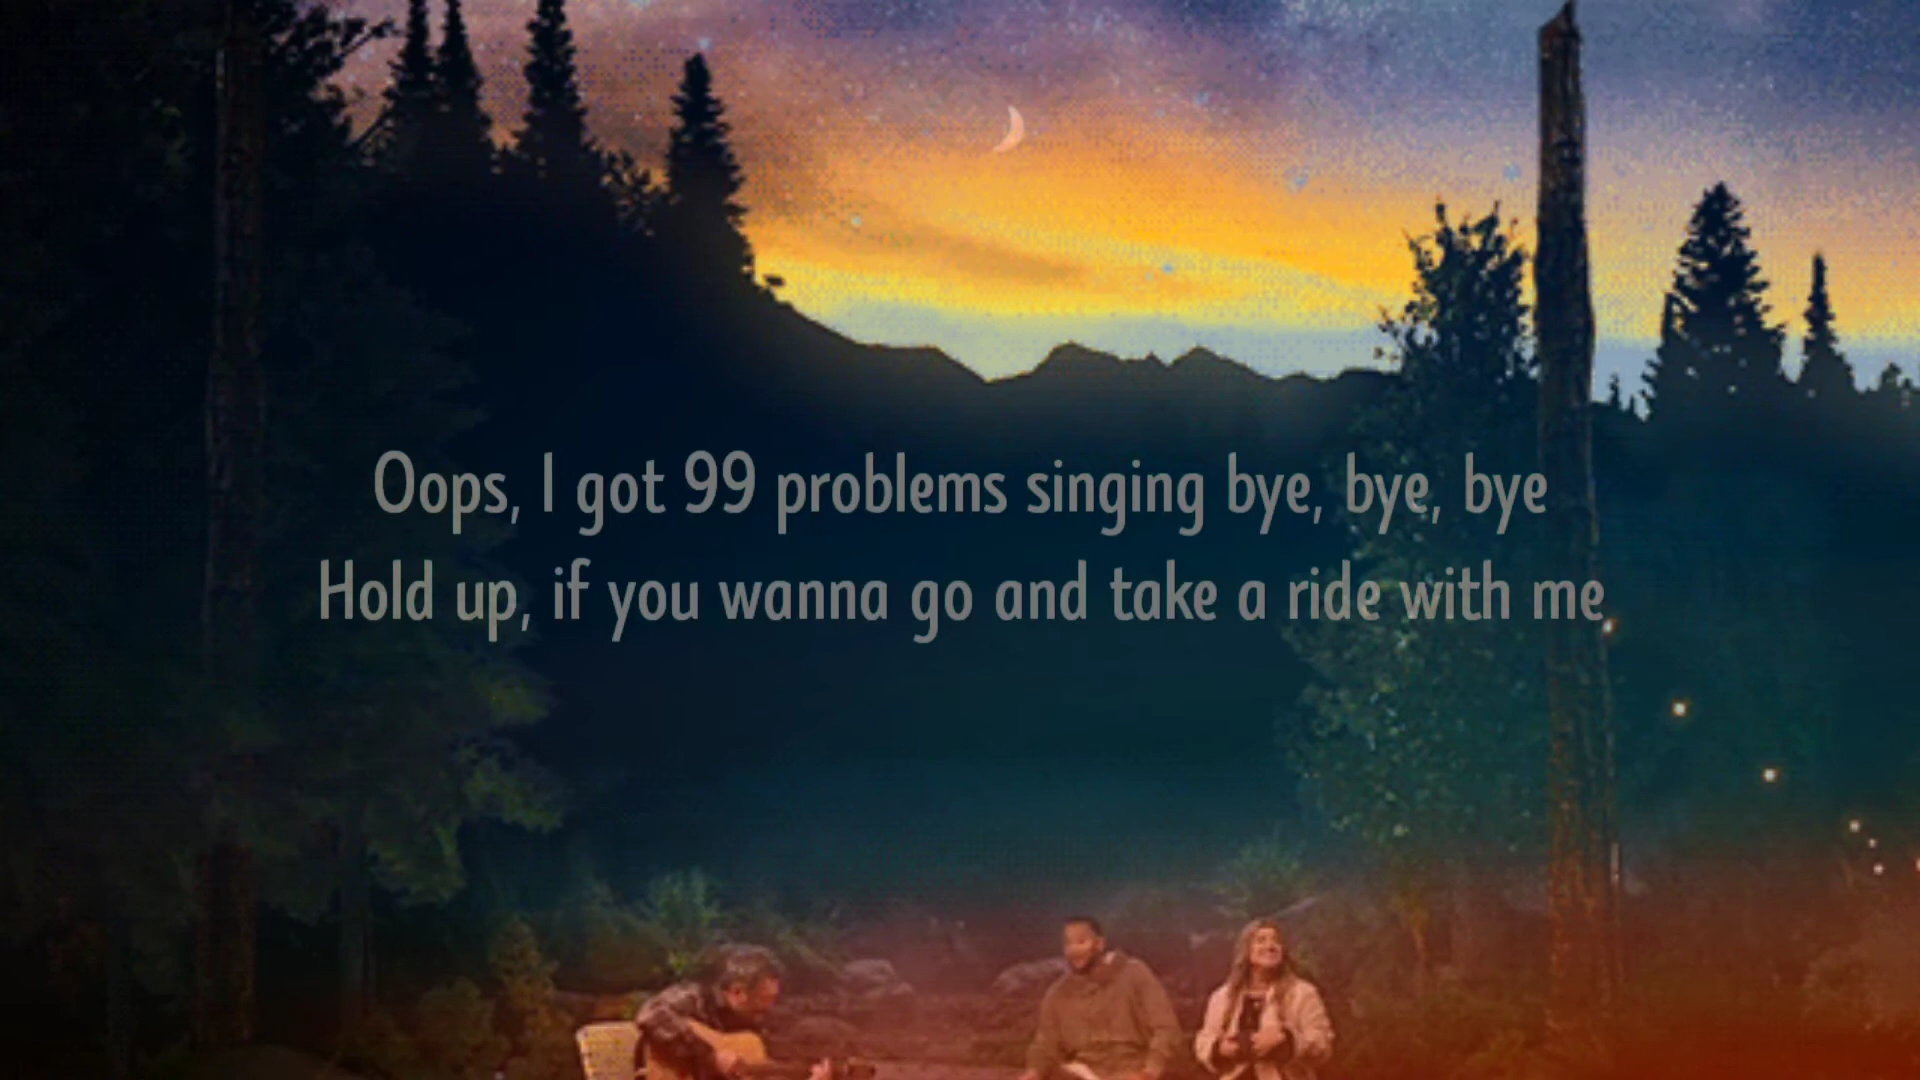 Oops, I got 99 problems singing bye, bye, bye
Hold up, if you wanna go and take a ride with me